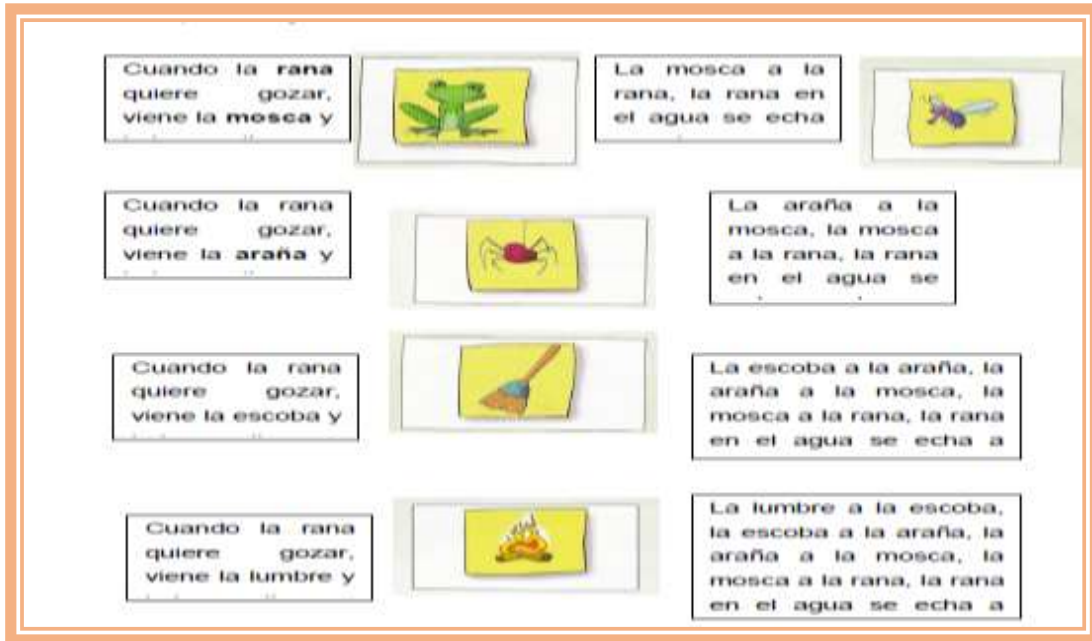 Cuando la rana
quiere gozar,
viene la mosca y
La mosca a la
rana, la rana en
el agua se echa
Cuando la rana
quiere gozar,
viene la araña y
La araña a la
mosca, la mosca
a la rana, la rana
en el agua se
Cuando la rana
quiere gozar,
viene la escoba y
La escoba a la araña, la
araña a la mosca, la
mosca a la rana, la rana
en el agua se echa a
Cuando la rana
quiere gozar,
viene la lumbre y
La lumbre a la escoba,
la escoba a la araña, la
araña a la mosca, la
mosca a la rana, la rana
en el agua se echa a